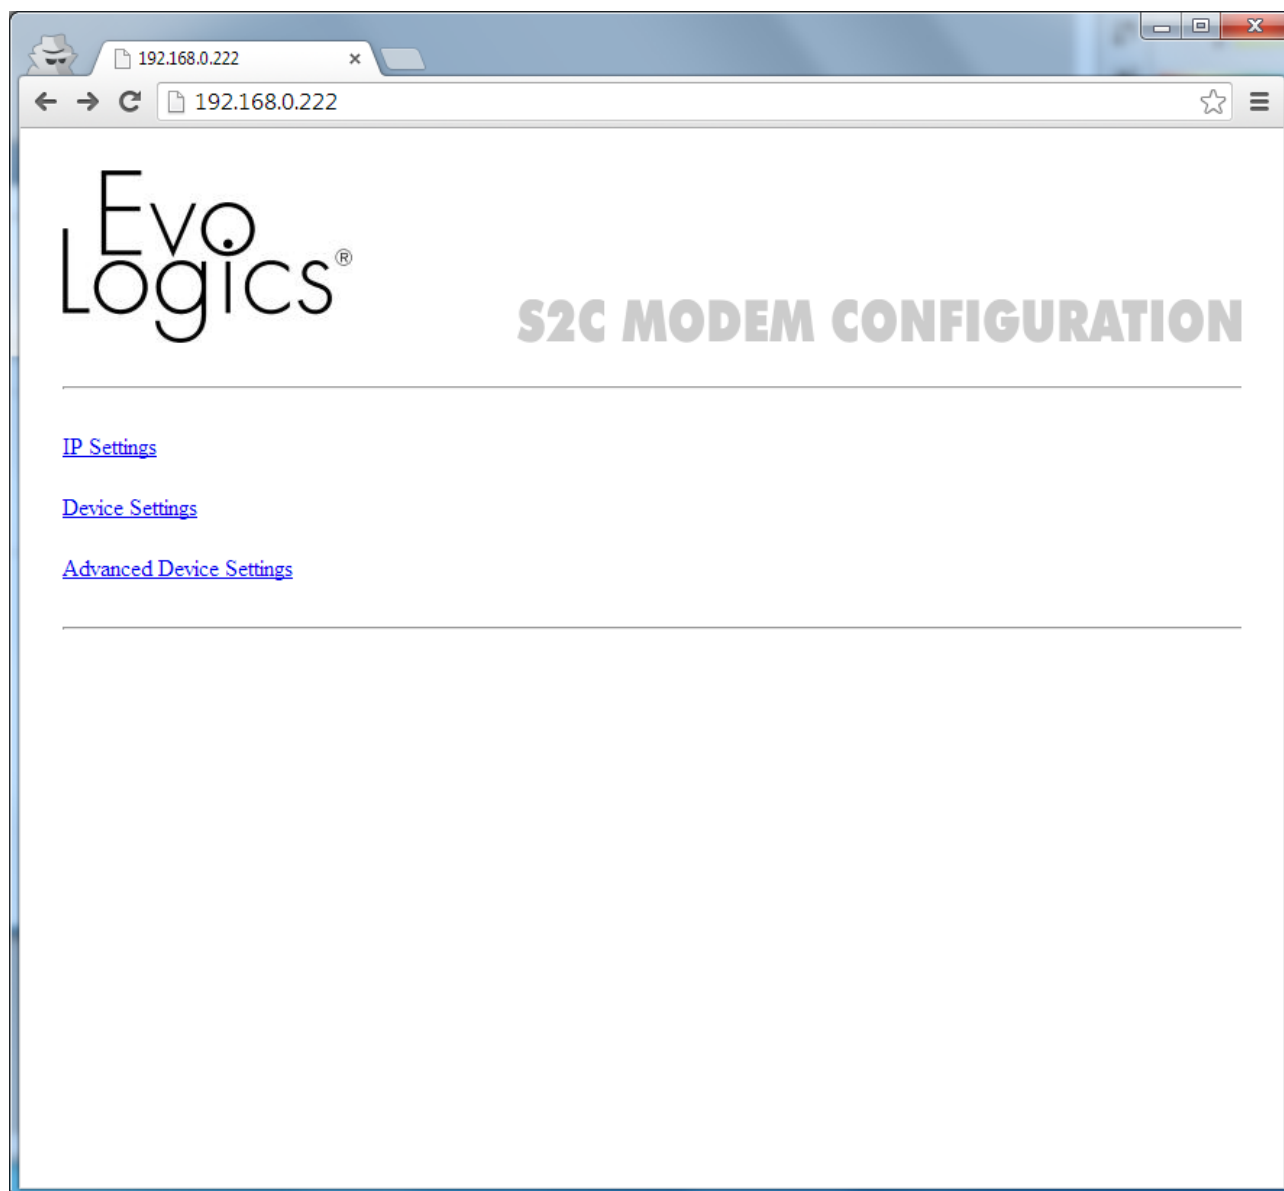 192.168.0.222
192.168.0.222
Evo
Logics®
S2C MODEM CONFIGURATION
IP Settings
Device Settings
Advanced Device Settings